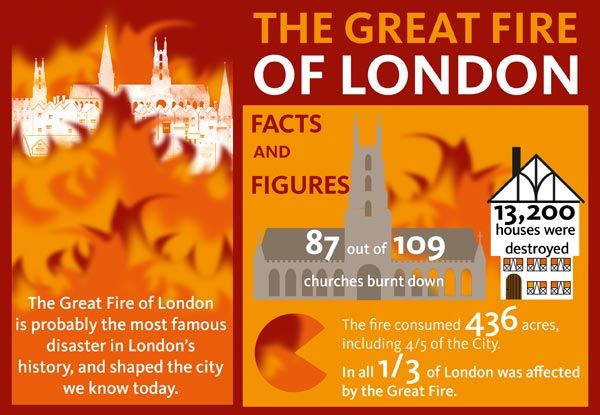 THE GREAT FIRE
OF LONDON
The Great Fire of London
is probably the most famous
disaster in London's
history, and shaped the city
we know today.
FACTS
AND
FIGURES
87 out of 109
churches burnt down
13,200
houses were
destroyed
The fire consumed 436 acres,
including 4/5 of the City.
In all 1/3 of London was affected
by the Great Fire.